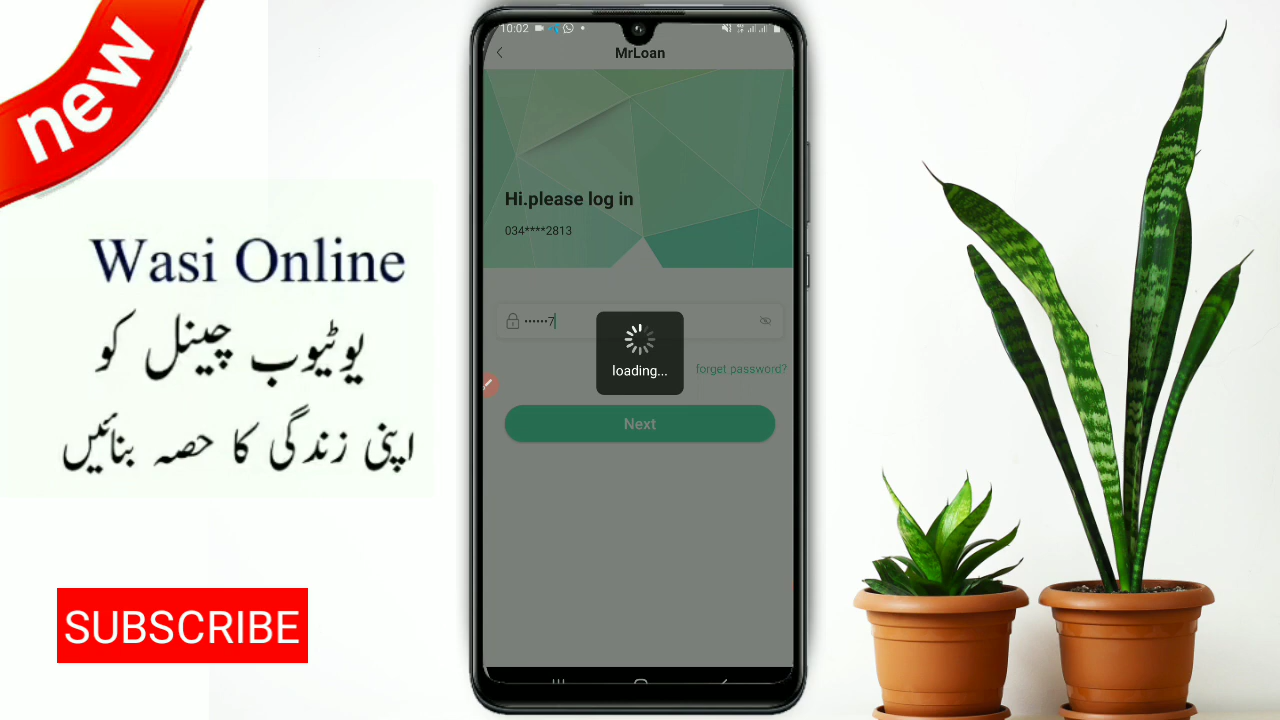 new
Wasi Online
یوٹیوب چینل کو
اپنی زندگی کا حصہ بنائیں
SUBSCRIBE
10:02
MrLoan
Hi.please log in
034****2813
••••••7
loading...
forget password?
Next